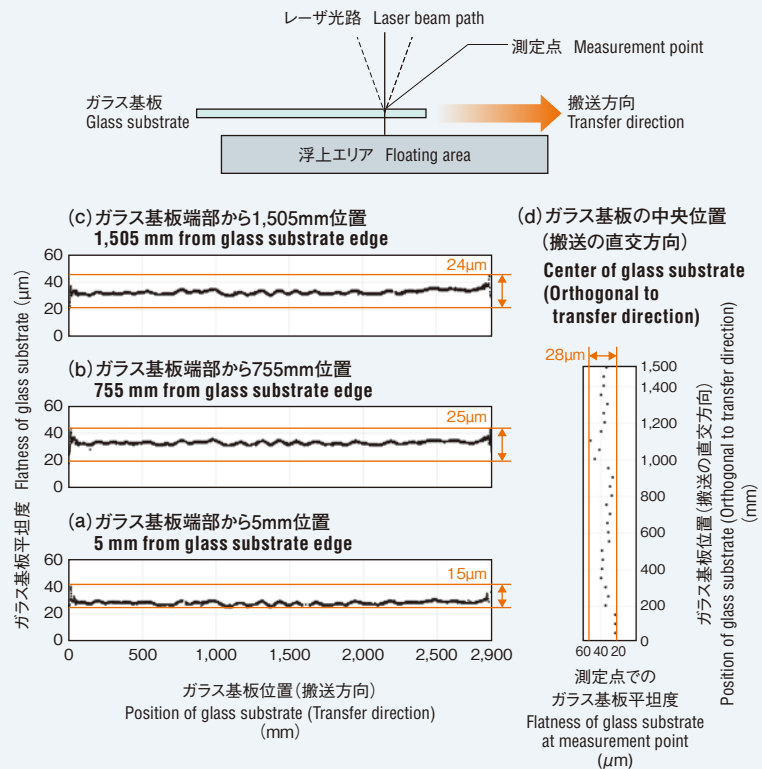 レーザ光路 Laser beam path
測定点 Measurement point
ガラス基板
Glass substrate
搬送方向
Transfer direction
浮上エリア Floating area
(c)ガラス基板端部から1,505mm位置
1,505 mm from glass substrate edge
60
40
20
0
24μm
(b)ガラス基板端部から755mm位置
755 mm from glass substrate edge
60
40
20
0
25μm
(a)ガラス基板端部から5mm位置
5 mm from glass substrate edge
60
40
20
0
15μm
0 500 1,000 1,500 2,000 2,500 2,900
ガラス基板位置(搬送方向)
Position of glass substrate (Transfer direction)
(mm)
ガラス基板平坦度 Flatness of glass substrate (μm)
(d)ガラス基板の中央位置
(搬送の直交方向)
Center of glass substrate
(Orthogonal to
transfer direction)
28μm
1,500
1,400
1,200
1,000
800
600
400
200
0
60 40 20
測定点での
ガラス基板平坦度
Flatness of glass substrate
at measurement point
(μm)
ガラス基板位置(搬送の直交方向)
Position of glass substrate (Orthogonal to transfer direction)
(mm)